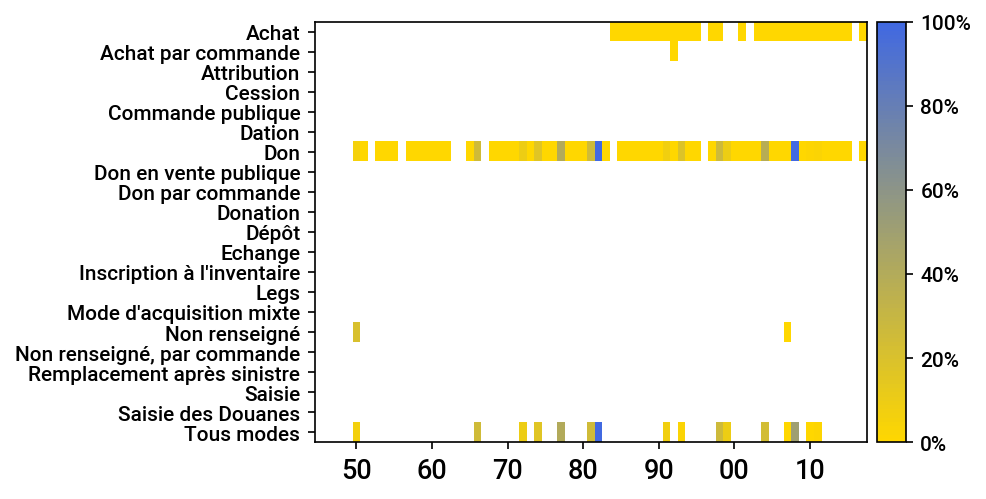 Achat
Achat par commande
Attribution
Cession
Commande publique
Dation
Don
Don en vente publique
Don par commande
Donation
Dépôt
Echange
Inscription à l'inventaire
Legs
Mode d'acquisition mixte
Non renseigné
Non renseigné, par commande
Remplacement après sinistre
Saisie
Saisie des Douanes
Tous modes
50 60 70 80 90 00 10
100%
80%
60%
40%
20%
0%